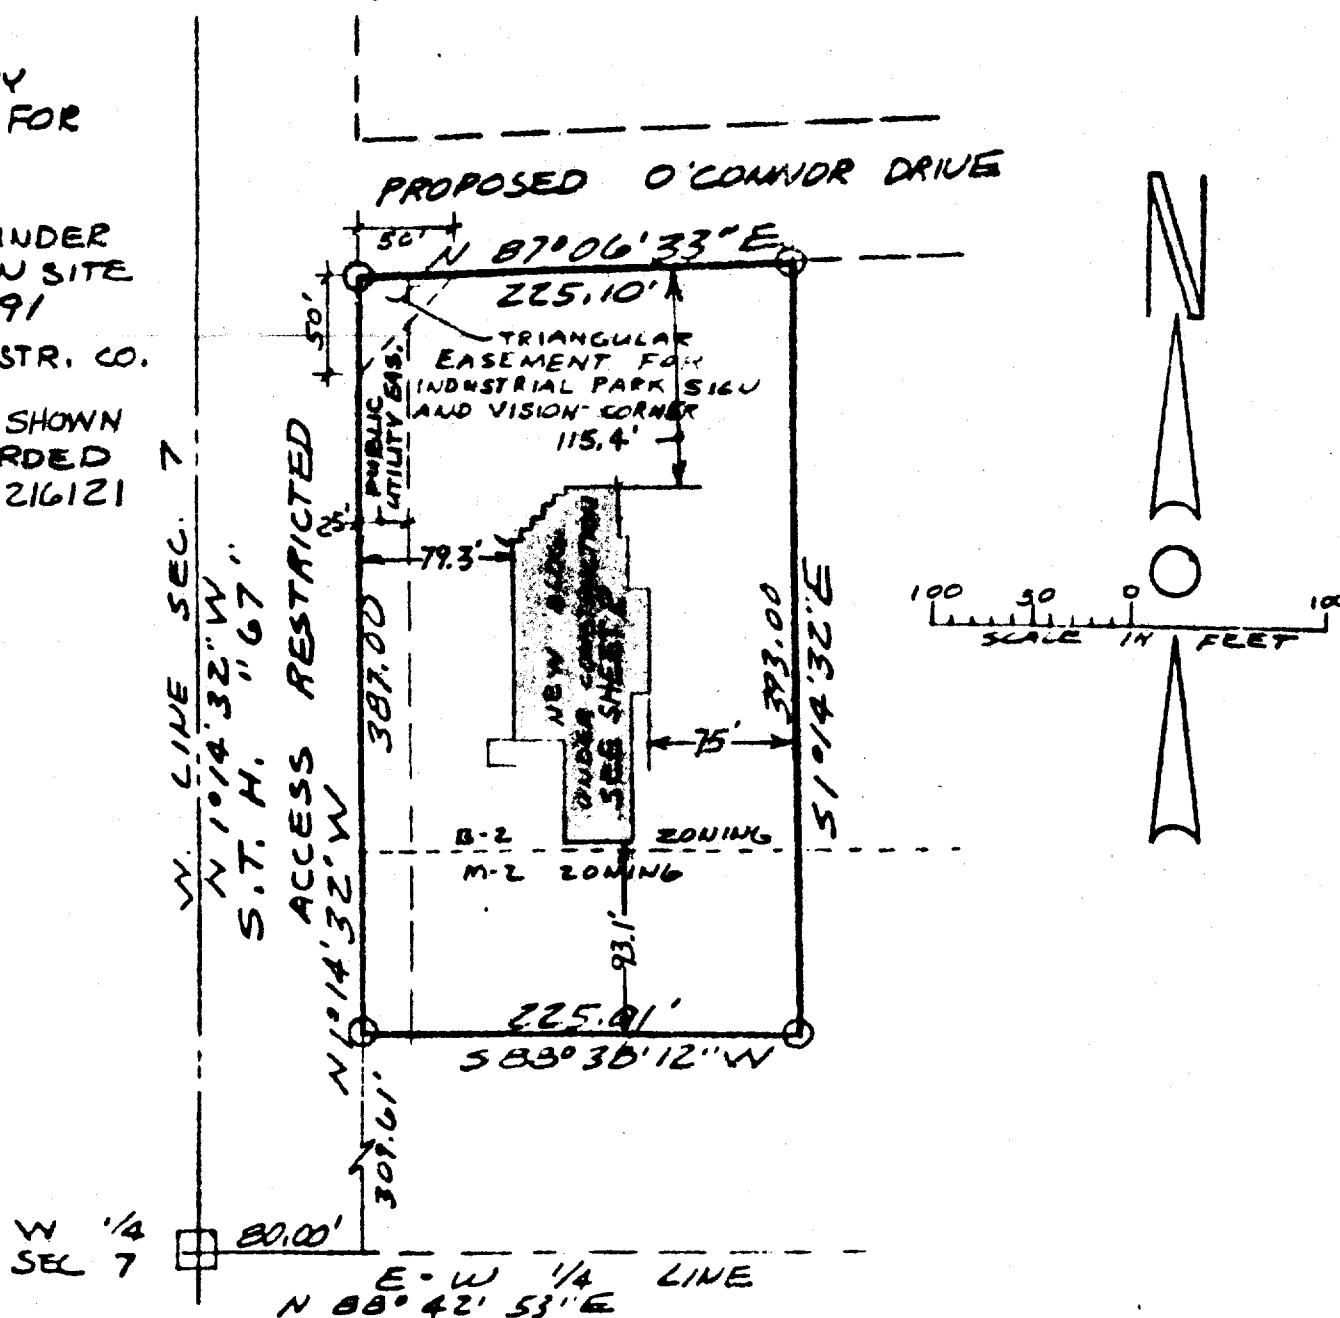 Y
FOR
UNDER
N SITE
91
STR. CO.
SHOWN
RDED
216121
PROPOSED O'CONNOR DRIVE
50'
N 87°06'33" E
225.10'
50'
TRIANGULAR
EASEMENT FOR
INDUSTRIAL PARK SIGN
AND VISION CORNER
115.4'
PUBLIC
UTILITY EAS.
25'
79.3'
W. LINE SEC. 7
N 1°14'32" W
S.T.H. "67"
ACCESS RESTRICTED
N 1°14'32" W
387.00
NEW BLDG.
UNDER CONSTRUCTION
SEE SHEET 2
393.00
S 1°14'32" E
75'
B-2 ZONING
M-2 ZONING
93.1'
225.01'
S 88°38'12" W
309.61'
W 1/4
SEC 7
80.00'
E-W 1/4 LINE
N 88° 42' 53" E
N
100 50 0 100
SCALE IN FEET